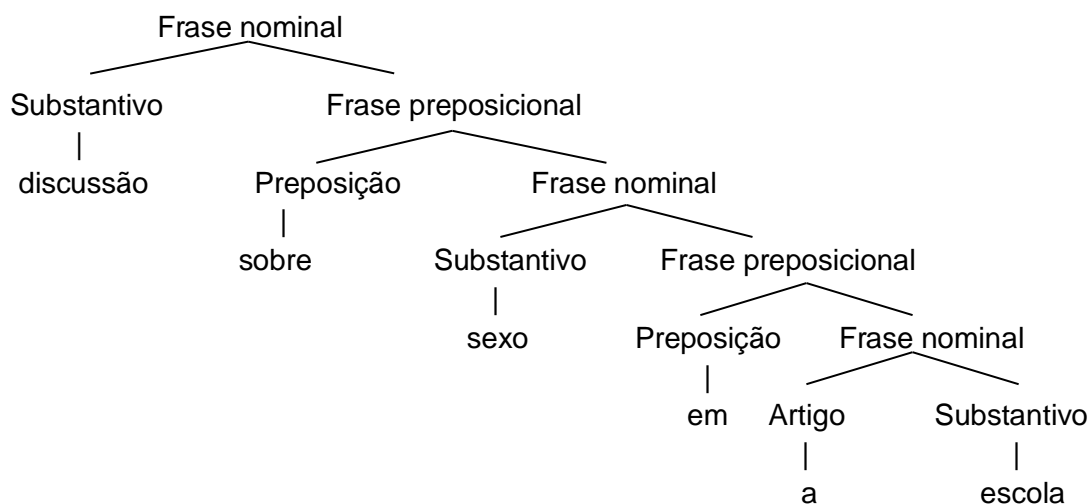 Frase nominal
Substantivo Frase preposicional
discussão Preposição Frase nominal
sobre Substantivo Frase preposicional
sexo Preposição Frase nominal
em Artigo Substantivo
a escola